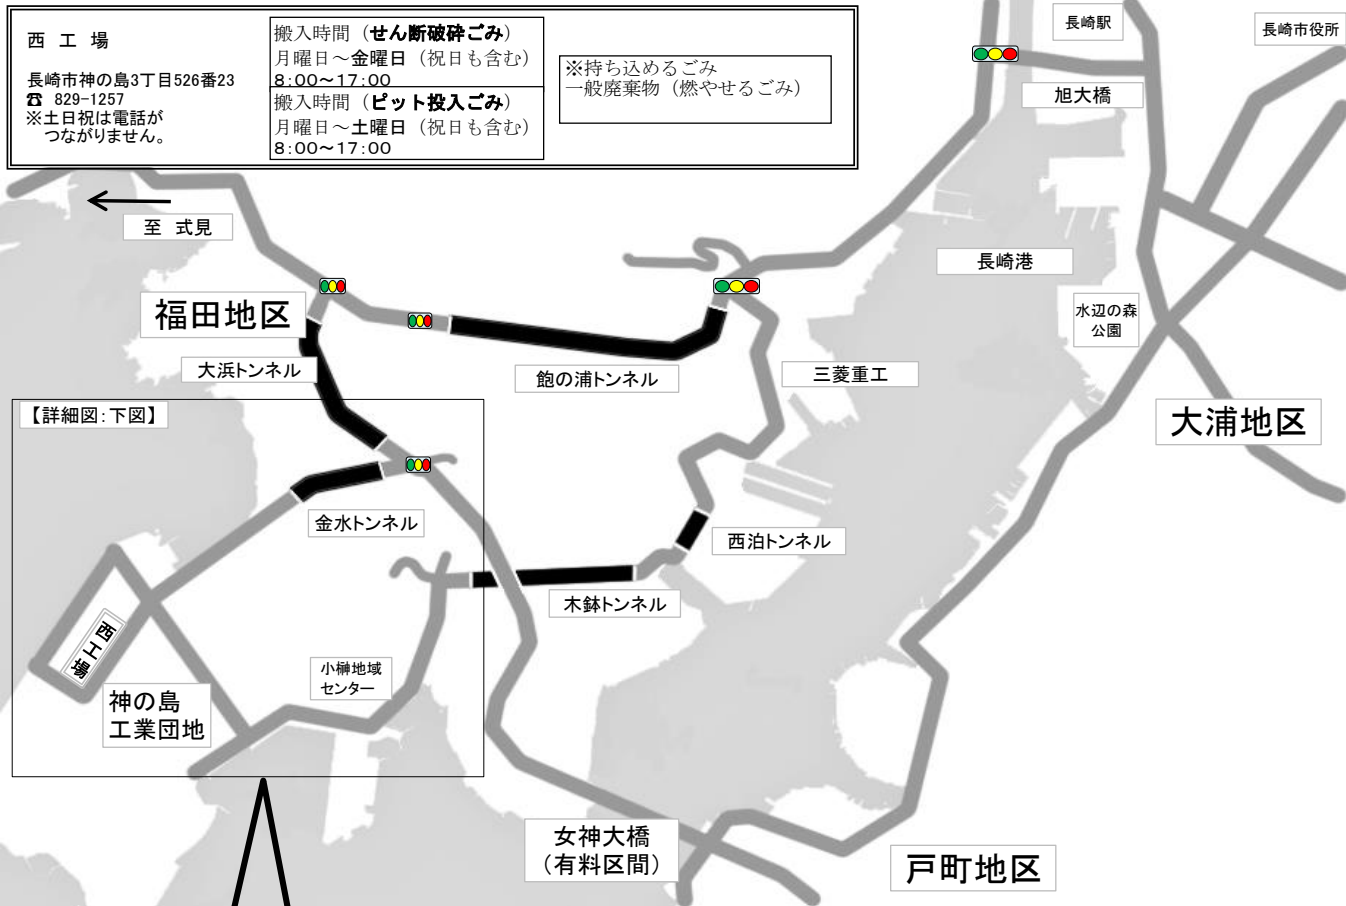 西 工 場
長崎市神の島3丁目526番23
☎ 829-1257
※土日祝は電話が
つながりません。
搬入時間（せん断破砕ごみ）
月曜日～金曜日（祝日も含む）
8:00～17:00
搬入時間（ピット投入ごみ）
月曜日～土曜日（祝日も含む）
8:00～17:00
※持ち込めるごみ
一般廃棄物（燃やせるごみ）
長崎駅
長崎市役所
旭大橋
至 式見
長崎港
福田地区
水辺の森
公園
大浜トンネル
飽の浦トンネル
三菱重工
【詳細図：下図】
大浦地区
金水トンネル
西泊トンネル
木鉢トンネル
西工場
小榊地域
センター
神の島
工業団地
女神大橋
（有料区間）
戸町地区